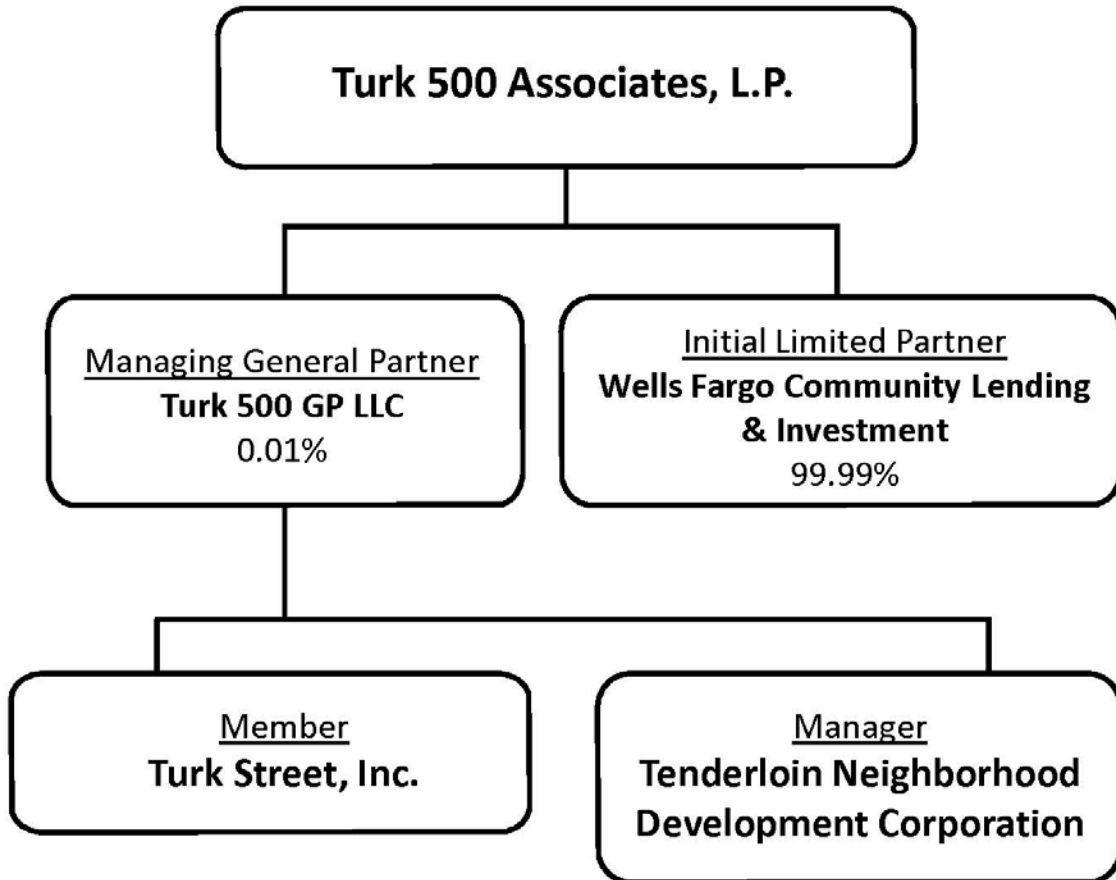 Turk 500 Associates, L.P.
Managing General Partner
Turk 500 GP LLC
0.01%
Initial Limited Partner
Wells Fargo Community Lending
& Investment
99.99%
Member
Turk Street, Inc.
Manager
Tenderloin Neighborhood
Development Corporation